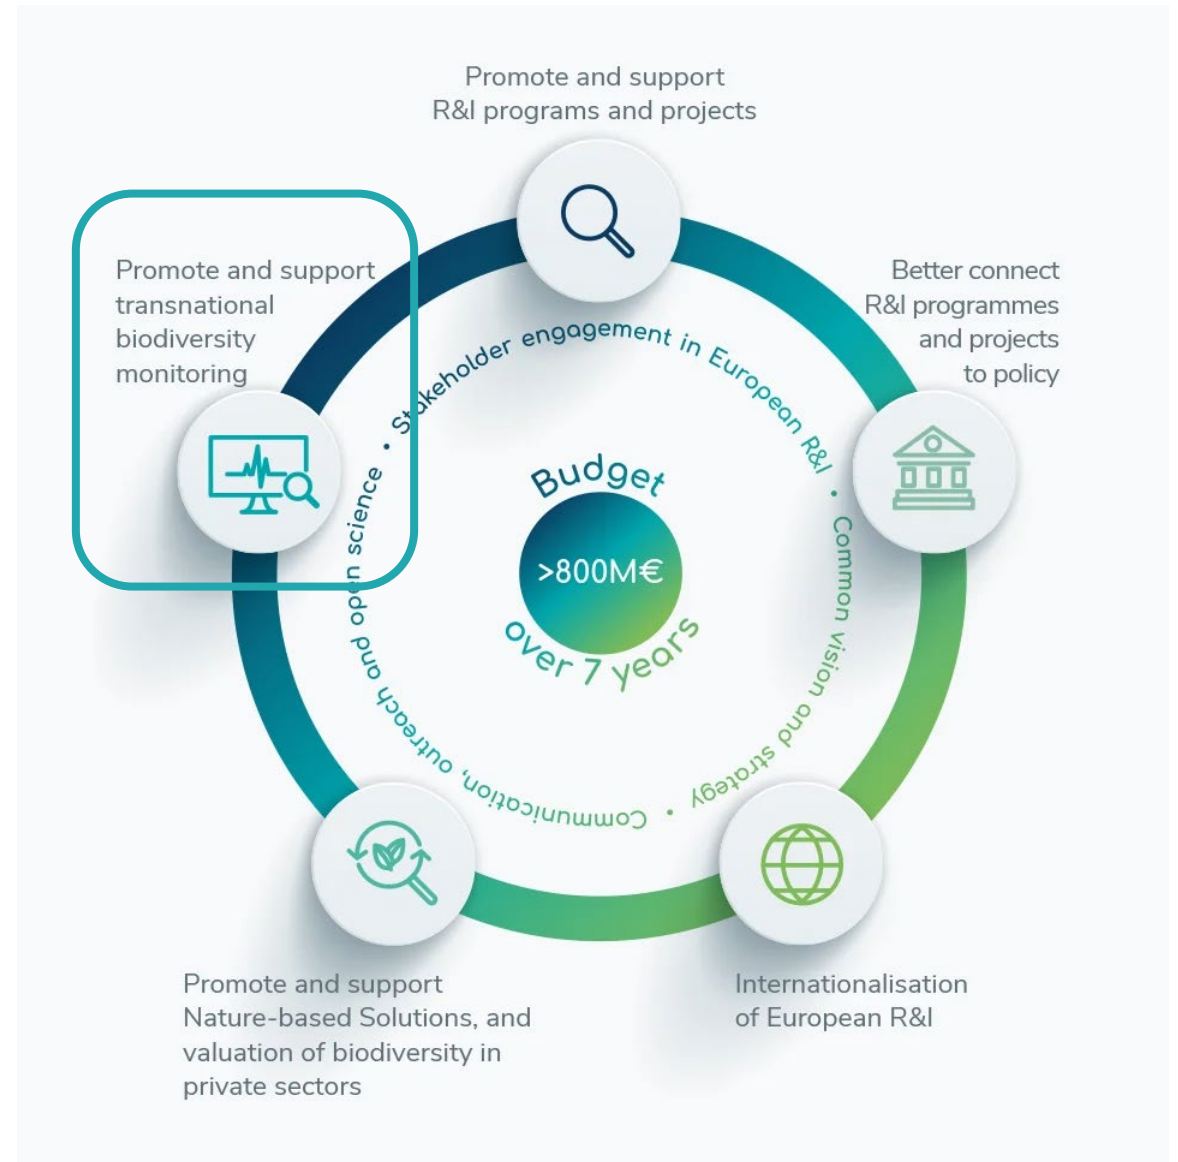 Promote and support
R&I programs and projects
Promote and support
transnational
biodiversity
monitoring
Better connect
R&I programmes
and projects
to policy
• Stakeholder engagement in European R&I
• Common vision and strategy
• Communication, outreach and open science
Budget
>800M€
over 7 years
Promote and support
Nature-based Solutions, and
valuation of biodiversity in
private sectors
Internationalisation
of European R&I